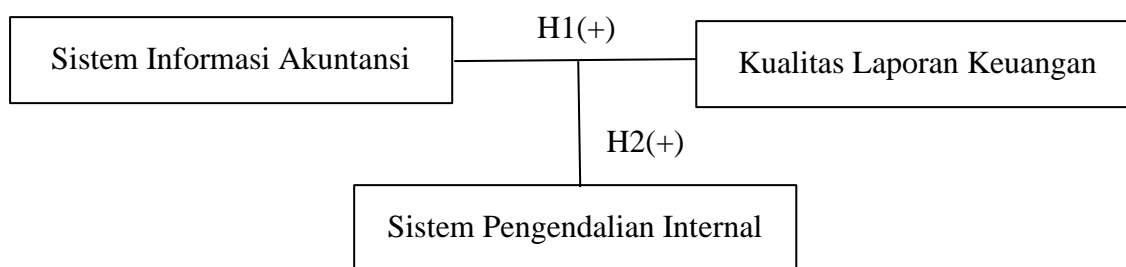 H1(+)
Sistem Informasi Akuntansi
Kualitas Laporan Keuangan
H2(+)
Sistem Pengendalian Internal